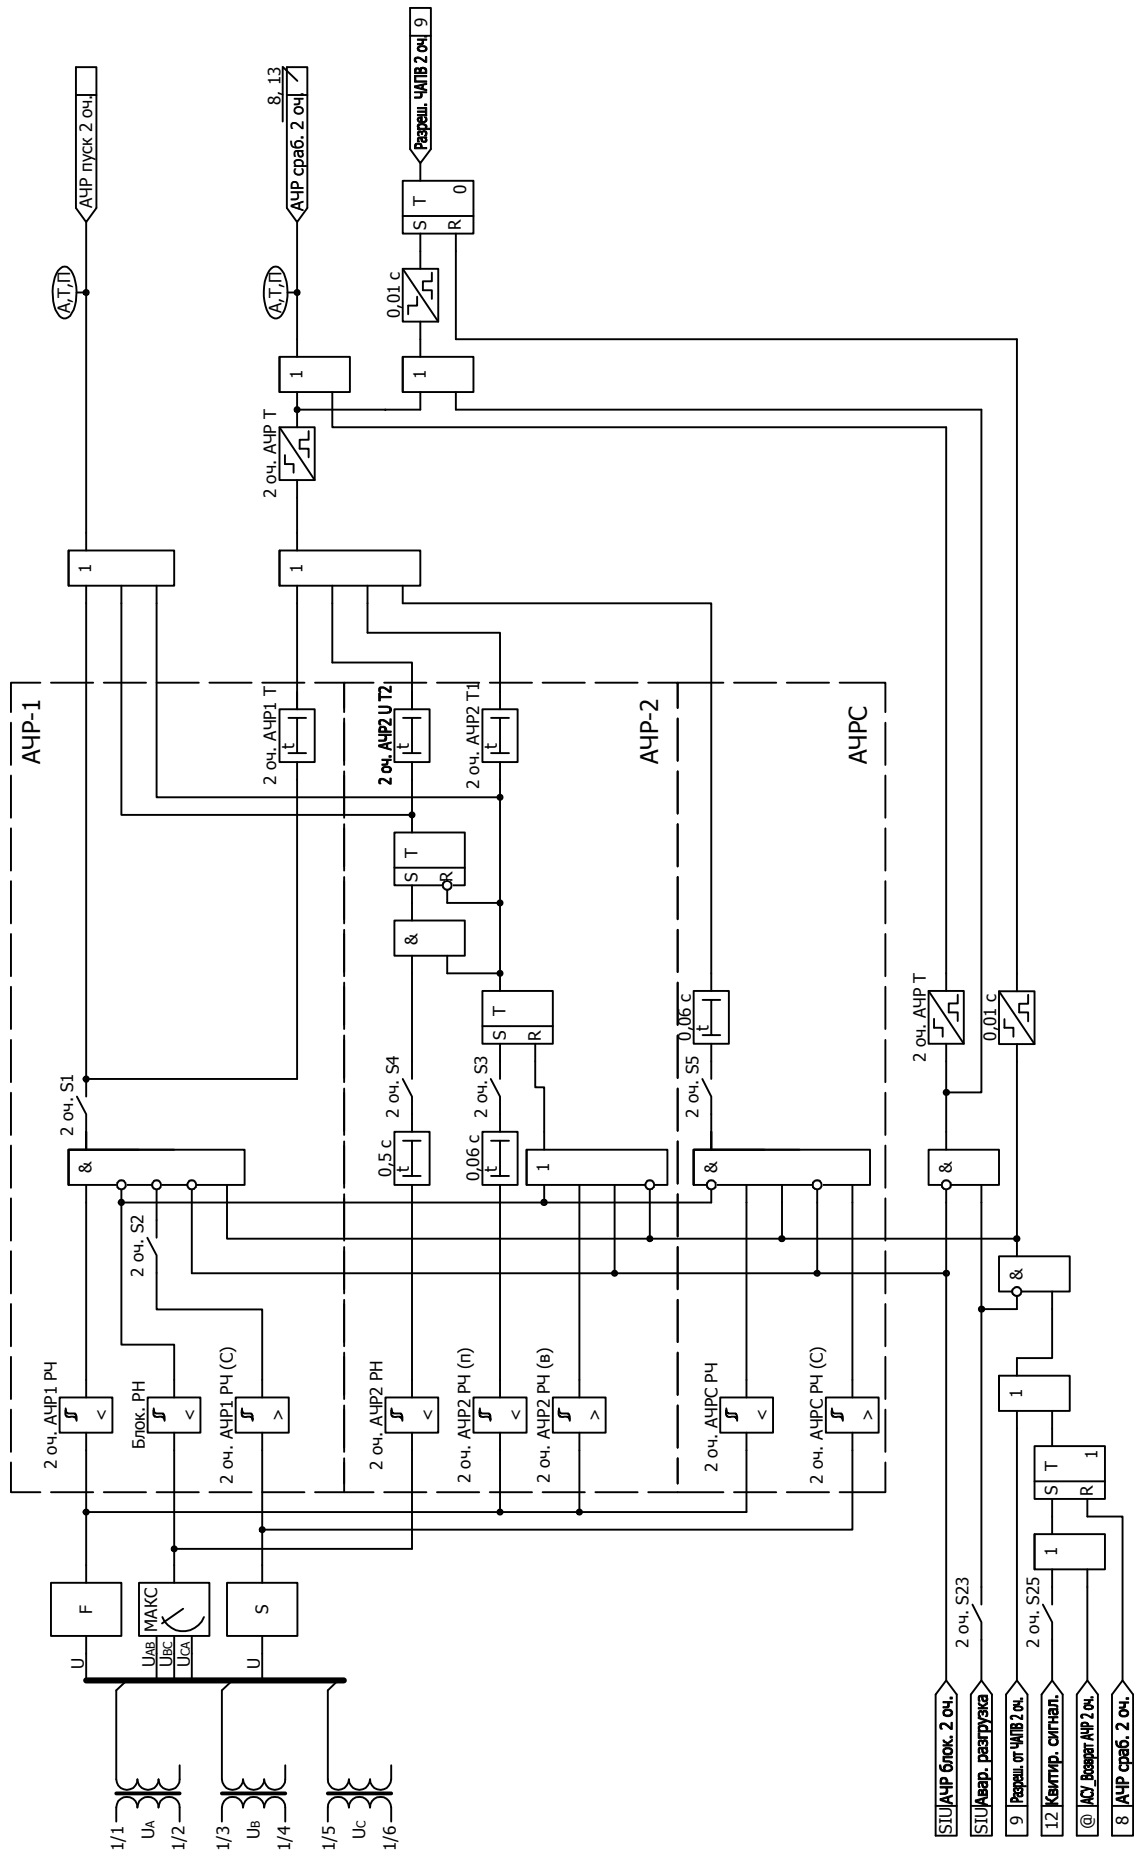 АЧР пуск 2 оч.
8, 13
АЧР сраб. 2 оч.
Разреш. ЧАПВ 2 оч. 9
А,Т,П
А,Т,П
S T
R 0
0,01 с
1
1
2 оч. АЧР Т
1
1
АЧР-1
2 оч. АЧР1 Т
t
2 оч. АЧР2 U T2
t
2 оч. АЧР2 Т1
t
АЧР-2
АЧРС
S T
R
&
S T
R
0,06 с
t
2 оч. АЧР Т
0,01 с
2 оч. S1
2 оч. S4
2 оч. S3
2 оч. S5
&
0,5 с
t
0,06 с
t
1
&
&
2 оч. S2
&
2 оч. АЧР1 РЧ
<
Блок. РН
<
2 оч. АЧР1 РЧ (С)
>
2 оч. АЧР2 РН
<
2 оч. АЧР2 РЧ (п)
<
2 оч. АЧР2 РЧ (в)
>
2 оч. АЧРС РЧ
<
2 оч. АЧРС РЧ (С)
>
1
S T
R 1
1
F
МАКС
S
U
UAB
UBC
UCA
U
2 оч. S23
2 оч. S25
1/1
UA
1/2
1/3
UB
1/4
1/5
UC
1/6
SIU АЧР блок. 2 оч.
SIU Авар. разгрузка
9 Разреш. от ЧАПВ 2 оч.
12 Квитир. сигнал.
@ АСУ_Возврат АЧР 2 оч.
8 АЧР сраб. 2 оч.